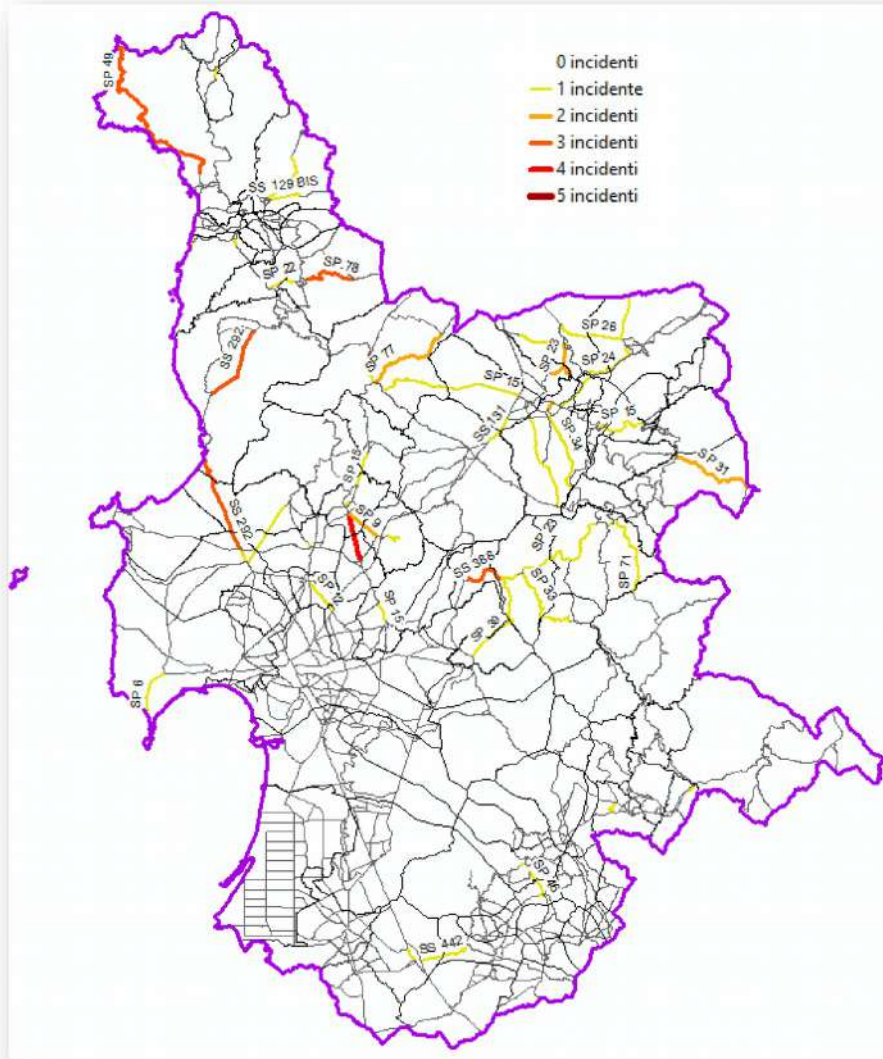 SP 49
0 incidenti
1 incidente
2 incidenti
3 incidenti
4 incidenti
5 incidenti
SS 129 BIS
SP 22
SP 78
SS 292
SP 77
SP 26
SP 23
SP 24
SP 15
SS 131
SP 34
SP 15
SP 31
SP 15
SP 9
SS 292
SS 388
SP 23
SP 71
SP 12
SP 15
SP 33
SP 30
SP 6
SP 46
SS 442